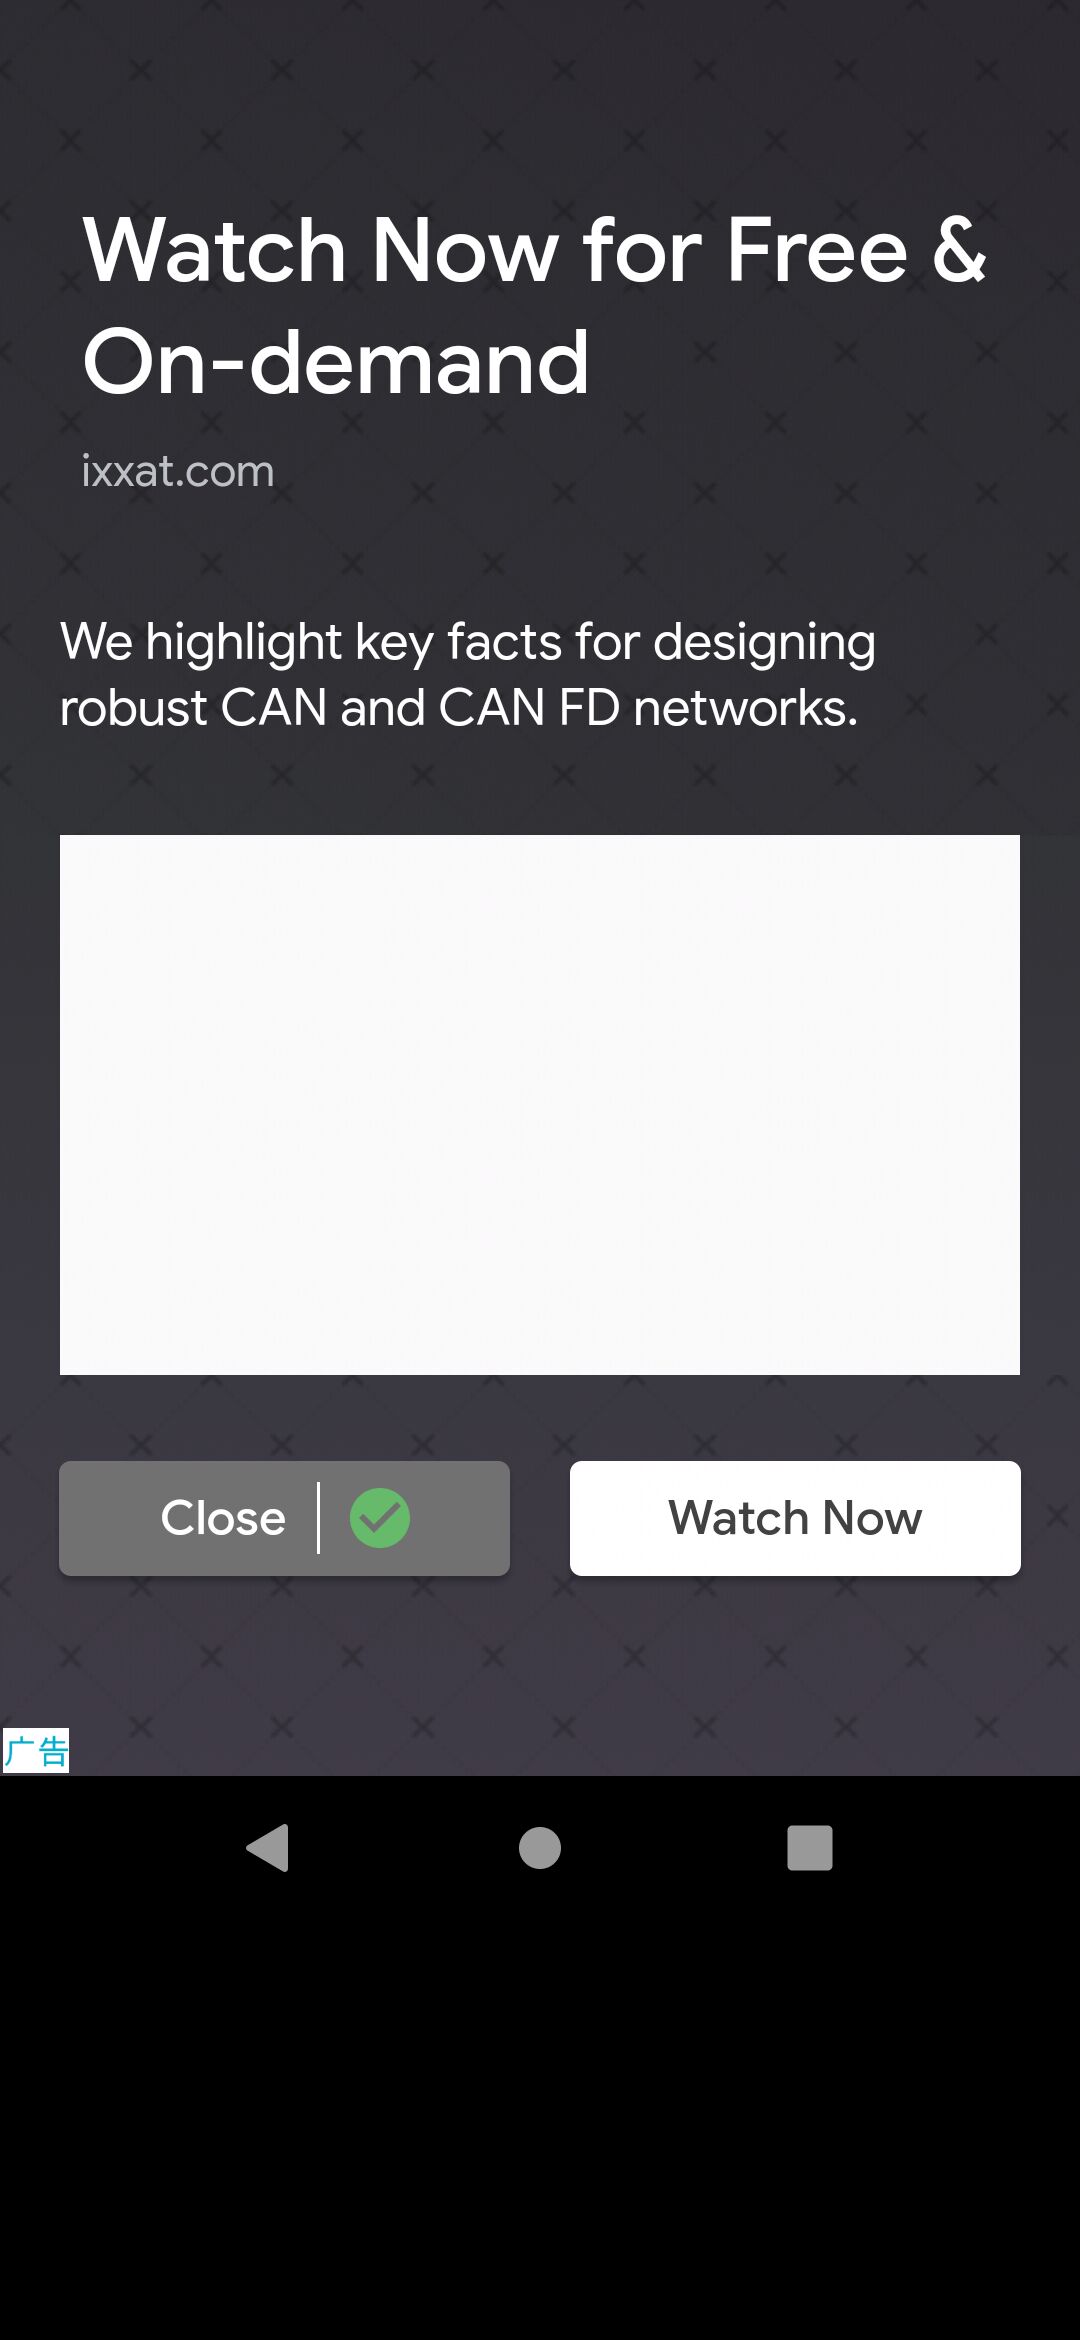 Watch Now for Free &
On-demand
ixxat.com
We highlight key facts for designing
robust CAN and CAN FD networks.
Close
Watch Now
广告